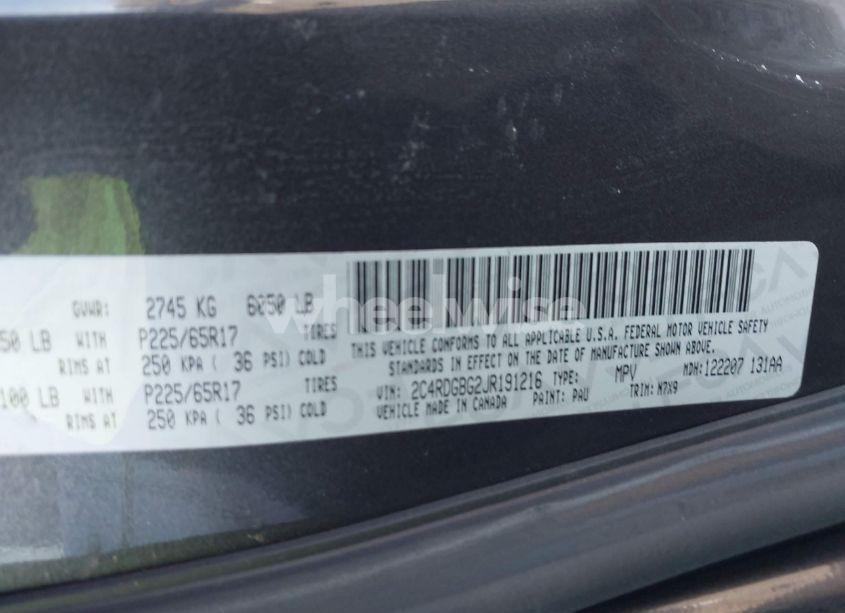 GVWR: 2745 KG 6050 LB
50 LB WITH P225/65R17 TIRES
RIMS AT 250 KPA ( 36 PSI) COLD
100 LB WITH P225/65R17 TIRES
RIMS AT 250 KPA ( 36 PSI) COLD
THIS VEHICLE CONFORMS TO ALL APPLICABLE U.S.A. FEDERAL MOTOR VEHICLE SAFETY
STANDARDS IN EFFECT ON THE DATE OF MANUFACTURE SHOWN ABOVE.
VIN: 2C4RDGBG2JR191216 TYPE: MPV MDH: 122207 131AA
VEHICLE MADE IN CANADA PAINT: PAU TRIM: N7X9
wheelwise